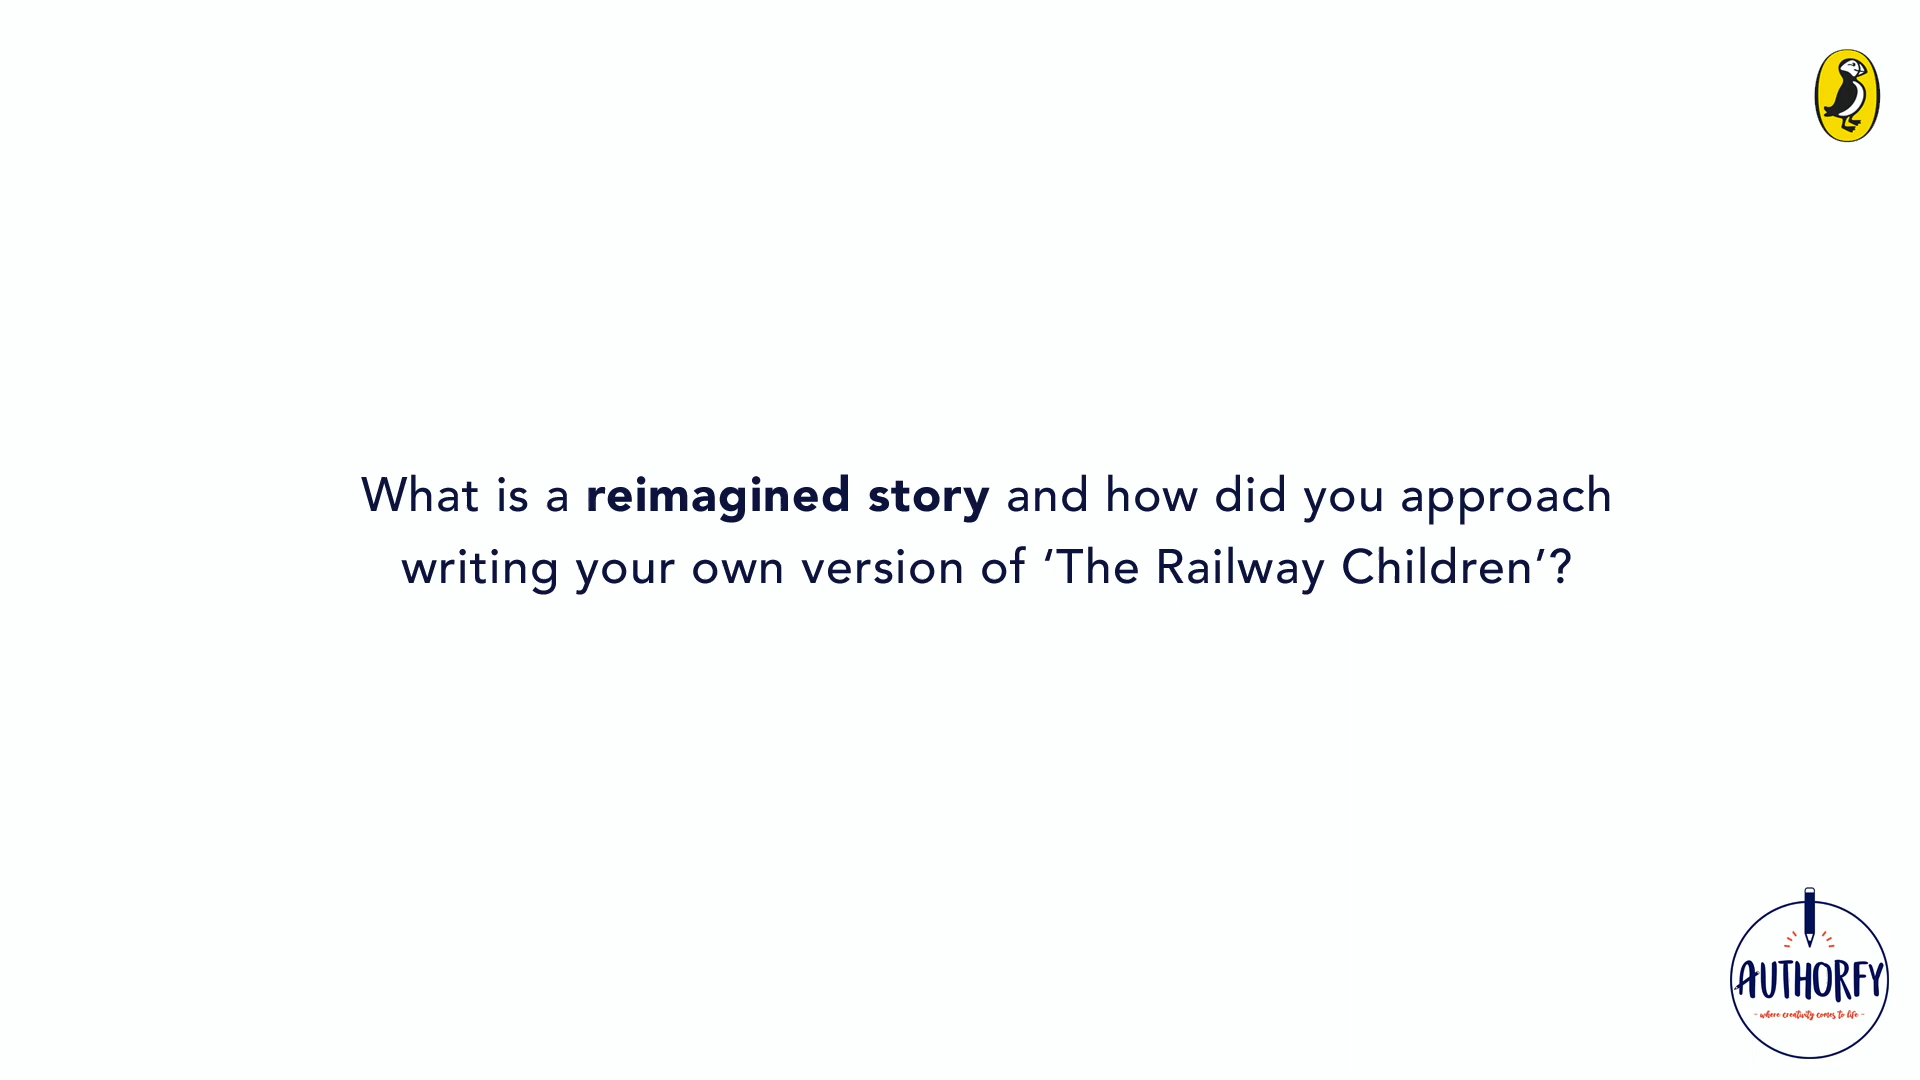 What is a reimagined story and how did you approach
writing your own version of ‘The Railway Children’?
AUTHORFY
- where creativity comes to life -